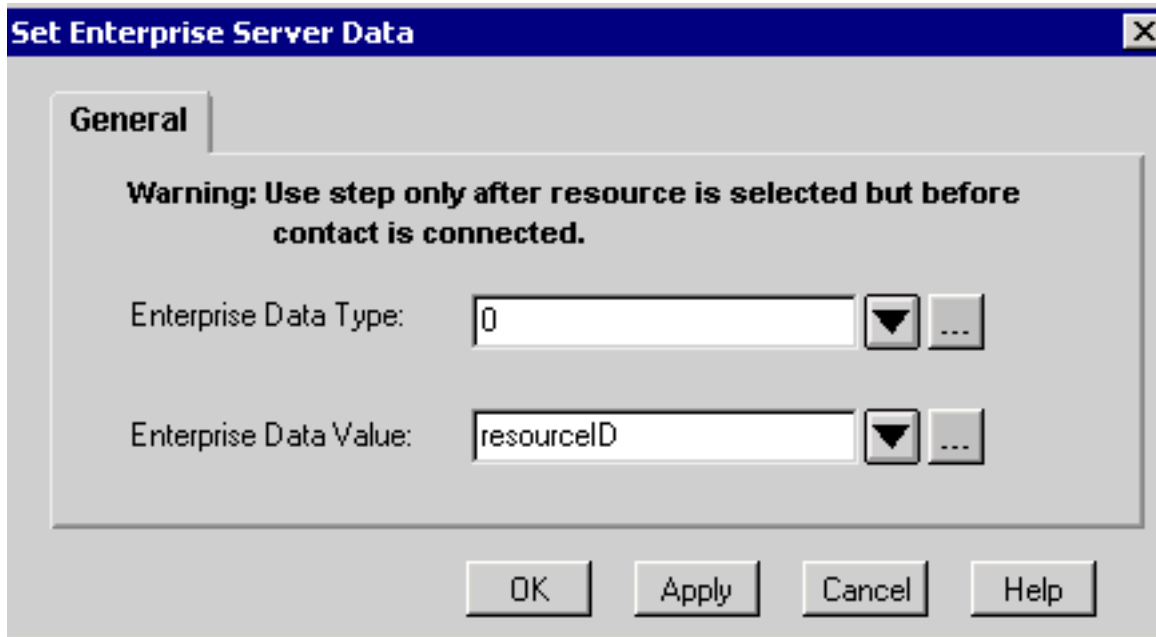 Set Enterprise Server Data
General
Warning: Use step only after resource is selected but before
contact is connected.
Enterprise Data Type:
0
...
Enterprise Data Value:
resourceID
...
OK
Apply
Cancel
Help